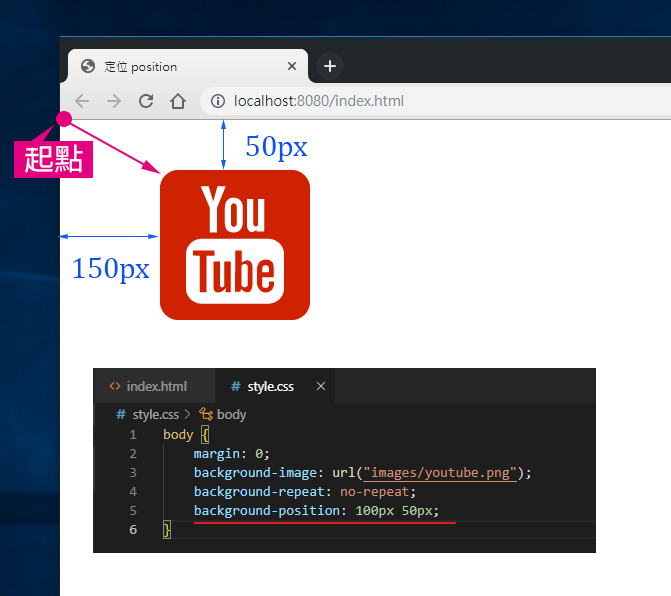 定位 position
localhost:8080/index.html
起點
50px
You
Tube
150px
index.html
# style.css
# style.css > body
1 body {
2 margin: 0;
3 background-image: url("images/youtube.png");
4 background-repeat: no-repeat;
5 background-position: 100px 50px;
6 }